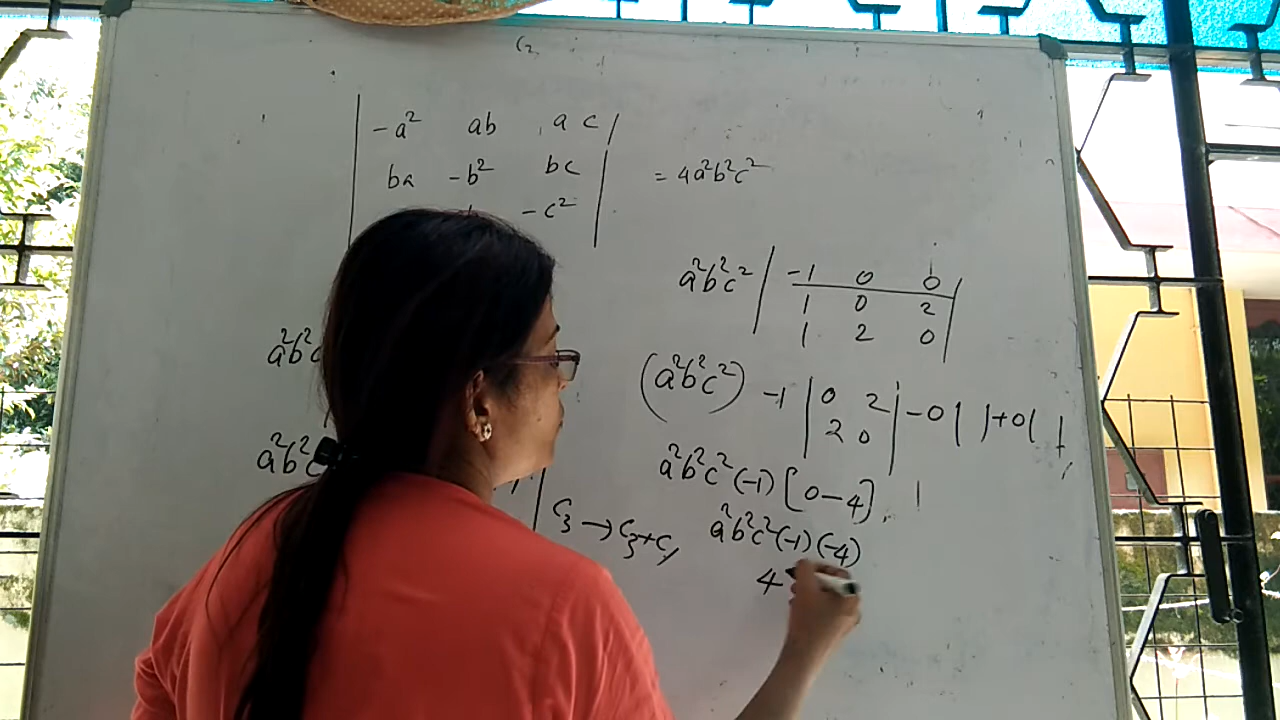 C₂
| -a² ab ac |
| ba -b² bc | = 4a²b²c²
-c²
a²b²c² | -1 0 0 |
| 1 0 2 |
| 1 2 0 |
a²b²
(a²b²c²) -1 | 0 2 | -0 | | +0 | |
| 2 0 |
a²b²c
a²b²c² (-1) [0-4]
C₃ → C₃+C₁
a²b²c² (-1) (-4)
4